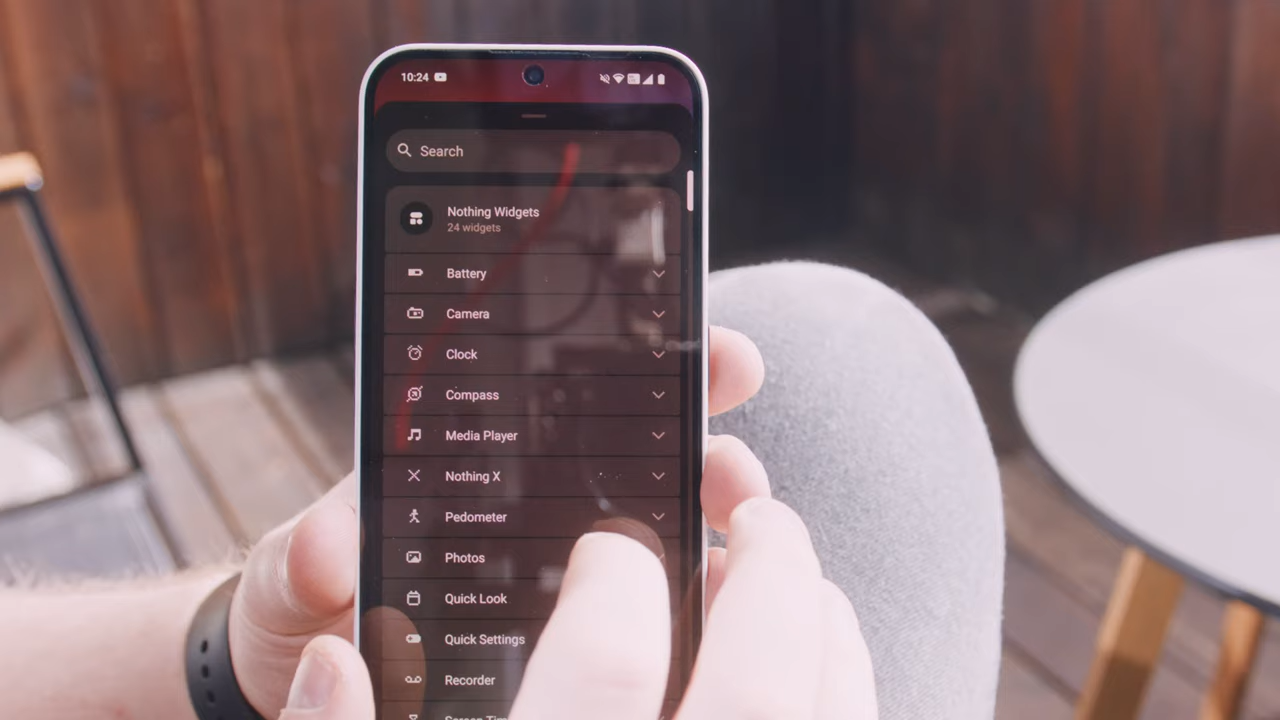 10:24
Search
Nothing Widgets
24 widgets
Battery
Camera
Clock
Compass
Media Player
Nothing X
Pedometer
Photos
Quick Look
Quick Settings
Recorder